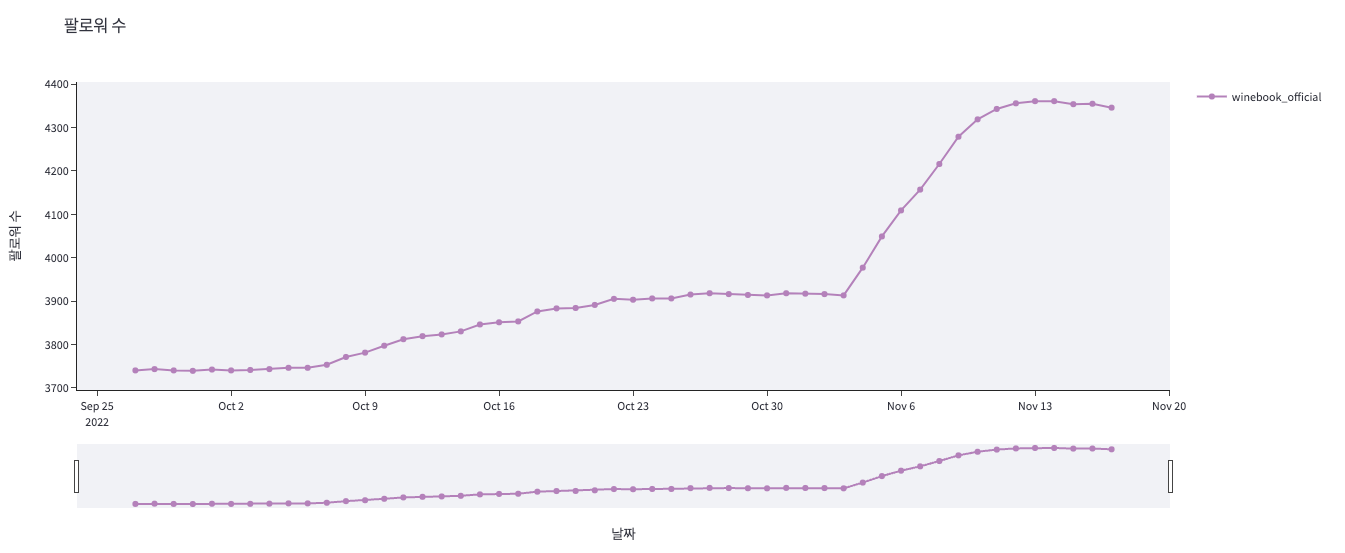 팔로워 수
4400
4300
4200
4100
4000
3900
3800
3700
팔로워 수
winebook_official
Sep 25 Oct 2 Oct 9 Oct 16 Oct 23 Oct 30 Nov 6 Nov 13 Nov 20
2022
날짜